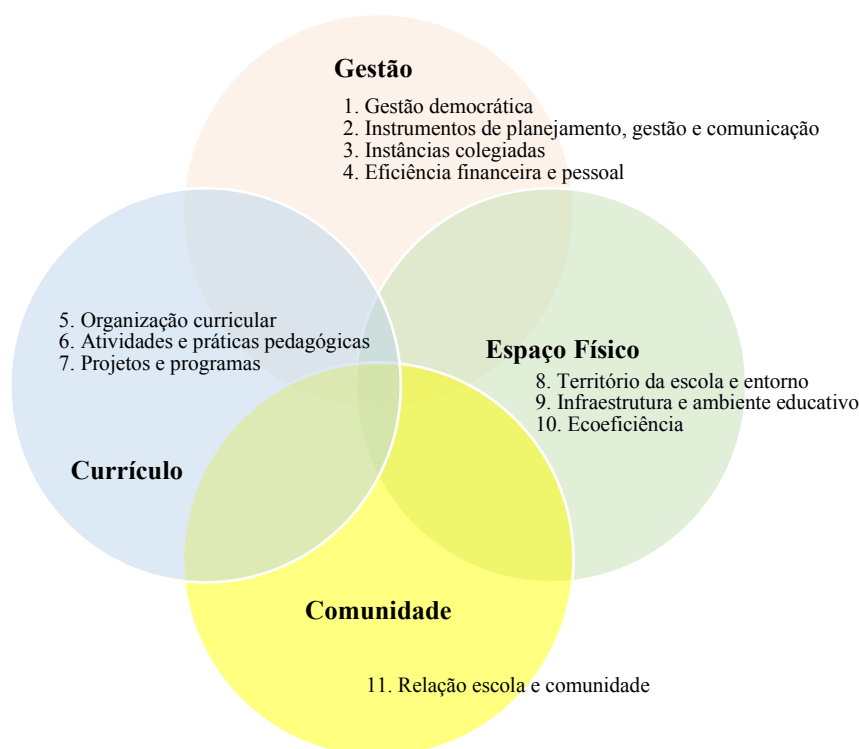 Gestão
1. Gestão democrática
2. Instrumentos de planejamento, gestão e comunicação
3. Instâncias colegiadas
4. Eficiência financeira e pessoal
5. Organização curricular
6. Atividades e práticas pedagógicas
7. Projetos e programas
Currículo
Espaço Físico
8. Território da escola e entorno
9. Infraestrutura e ambiente educativo
10. Ecoeficiência
Comunidade
11. Relação escola e comunidade